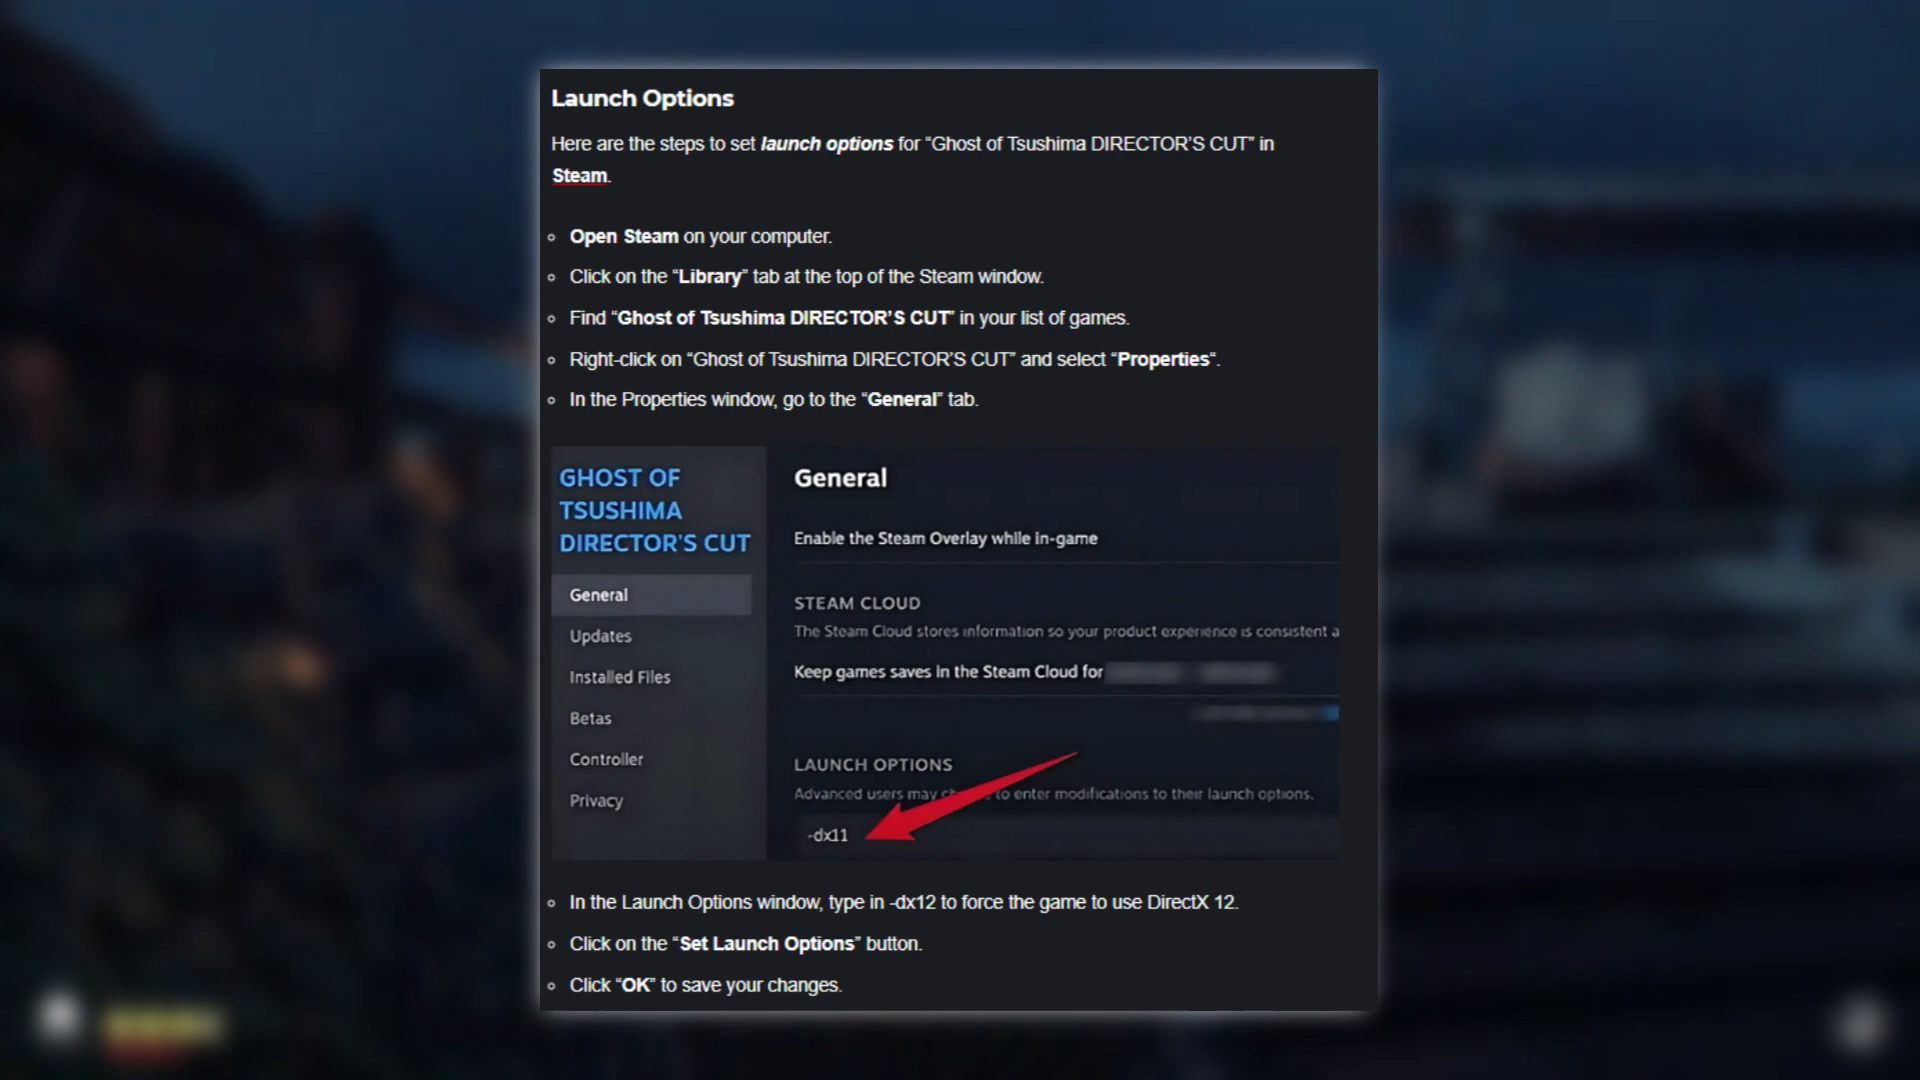 Launch Options
Here are the steps to set launch options for “Ghost of Tsushima DIRECTOR’S CUT” in
Steam.
Open Steam on your computer.
Click on the “Library” tab at the top of the Steam window.
Find “Ghost of Tsushima DIRECTOR’S CUT” in your list of games.
Right-click on “Ghost of Tsushima DIRECTOR’S CUT” and select “Properties“.
In the Properties window, go to the “General” tab.
GHOST OF
TSUSHIMA
DIRECTOR'S CUT
General
Updates
Installed Files
Betas
Controller
Privacy
General
Enable the Steam Overlay while in-game
STEAM CLOUD
The Steam Cloud stores information so your product experience is consistent a
Keep games saves in the Steam Cloud for
LAUNCH OPTIONS
Advanced users may to enter modifications to their launch options.
-dx11
In the Launch Options window, type in -dx12 to force the game to use DirectX 12.
Click on the “Set Launch Options” button.
Click “OK” to save your changes.